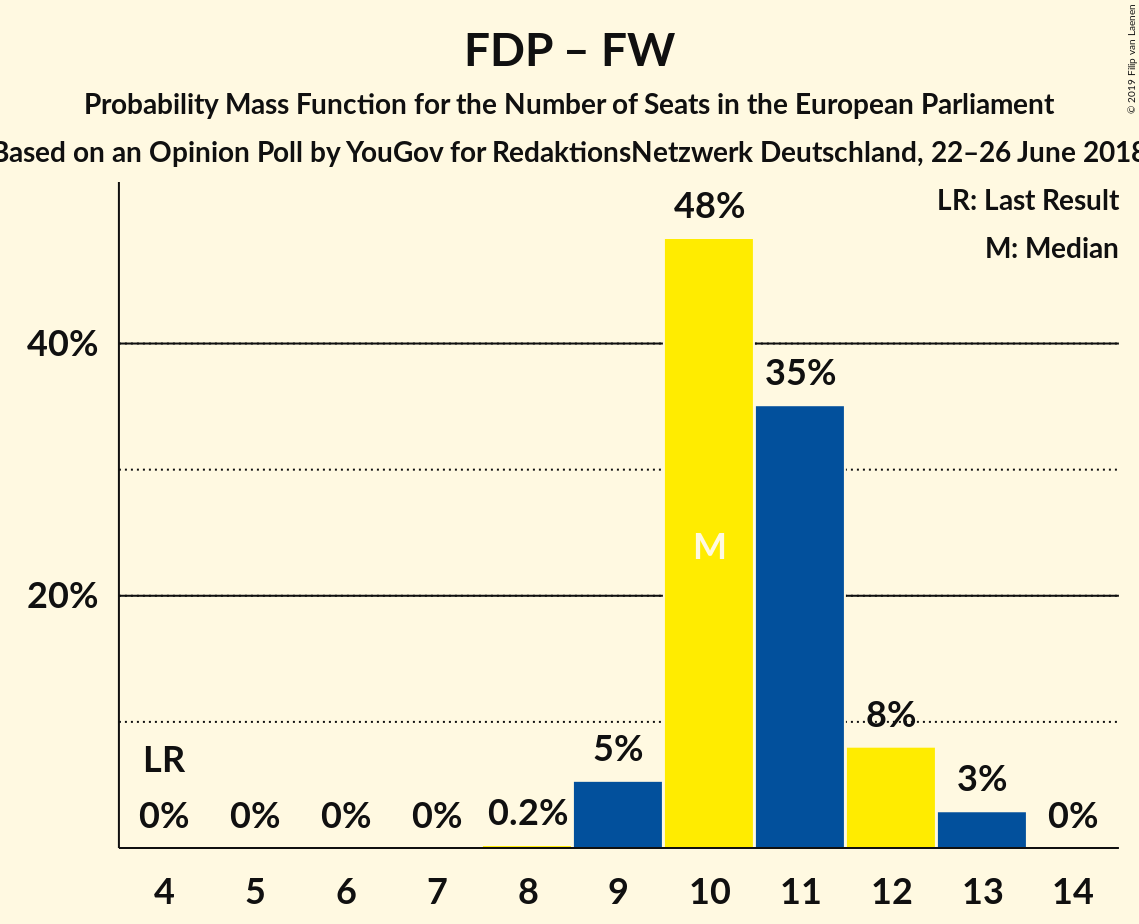 FDP – FW
Probability Mass Function for the Number of Seats in the European Parliament
Based on an Opinion Poll by YouGov for RedaktionsNetzwerk Deutschland, 22–26 June 2018
© 2019 Filip van Laenen
LR: Last Result
M: Median
48%
40%
35%
M
20%
8%
LR
5%
3%
0% 0% 0% 0% 0.2% 0%
4 5 6 7 8 9 10 11 12 13 14